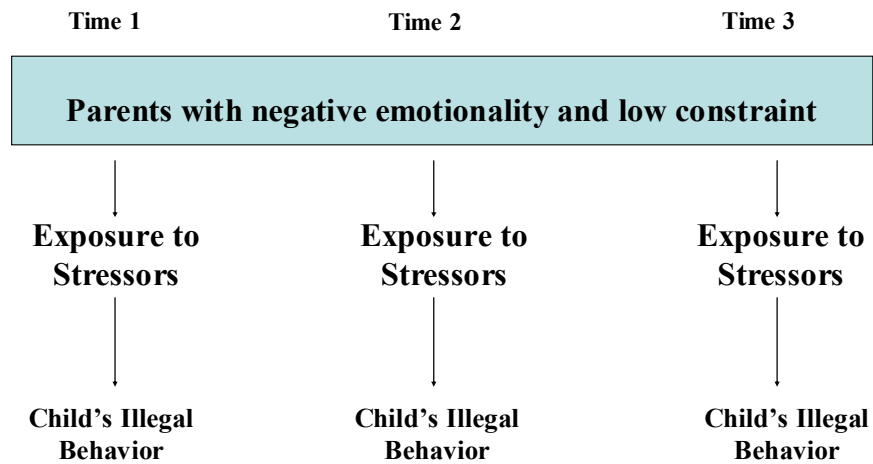 Time 1 Time 2 Time 3
Parents with negative emotionality and low constraint
Exposure to Exposure to Exposure to
Stressors Stressors Stressors
Child’s Illegal Child’s Illegal Child’s Illegal
Behavior Behavior Behavior